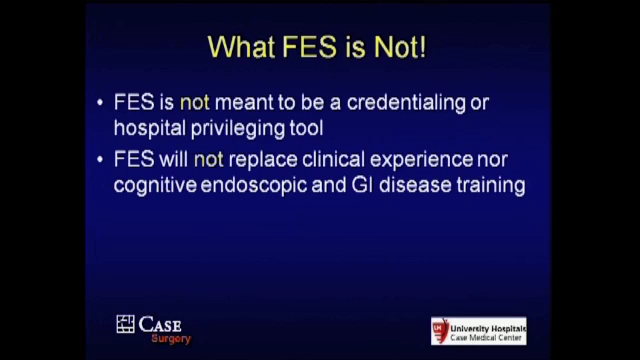 What FES is Not!
• FES is not meant to be a credentialing or
hospital privileging tool
• FES will not replace clinical experience nor
cognitive endoscopic and GI disease training
CASE
Surgery
UH
University Hospitals
Case Medical Center